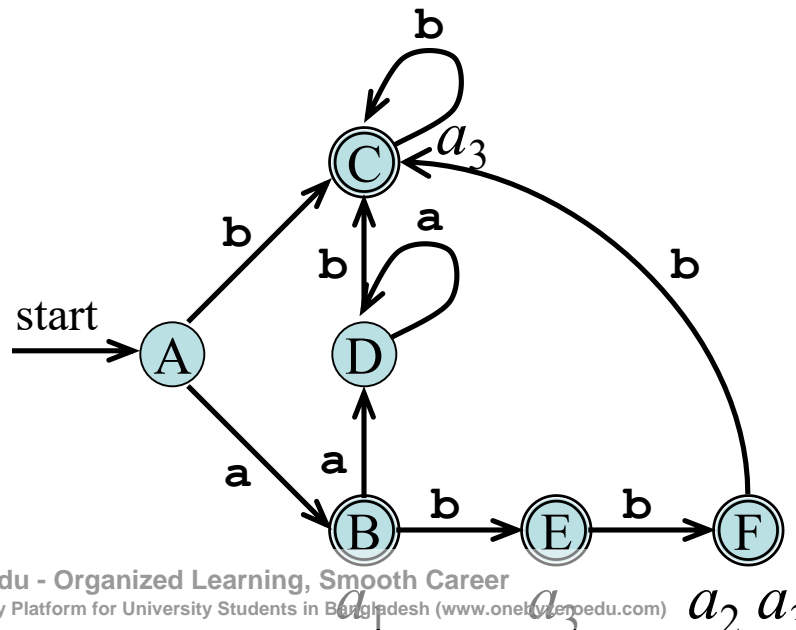 b
C
a₃
b
a
b
b
start
A
D
a
a
b
b
B
E
F
du - Organized Learning, Smooth Career
y Platform for University Students in Bangladesh (www.onebyzeroedu.com)
a₁
a₃
a₂ a₃